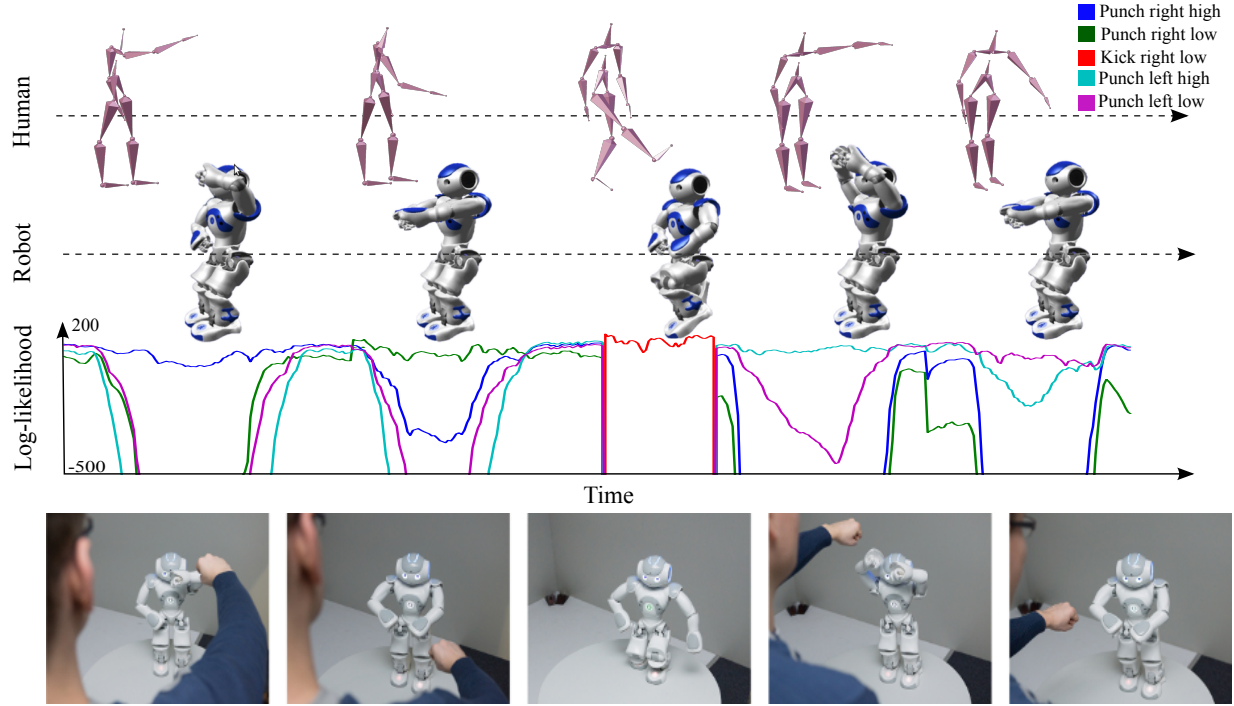 Punch right high
Punch right low
Kick right low
Punch left high
Punch left low
Human
Robot
Log-likelihood
200
-500
Time